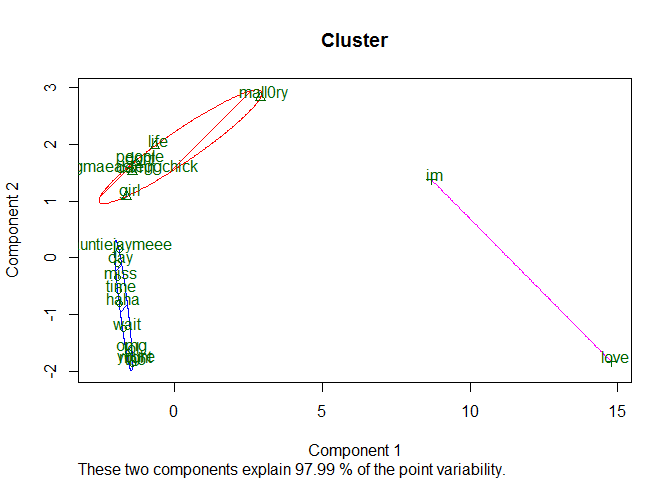 Cluster
mall0ry
life
people
girl
im
untiejaymeee
day
miss
time
haha
wait
omg
love
Component 2
3
2
1
0
-1
-2
0
5
10
15
Component 1
These two components explain 97.99 % of the point variability.